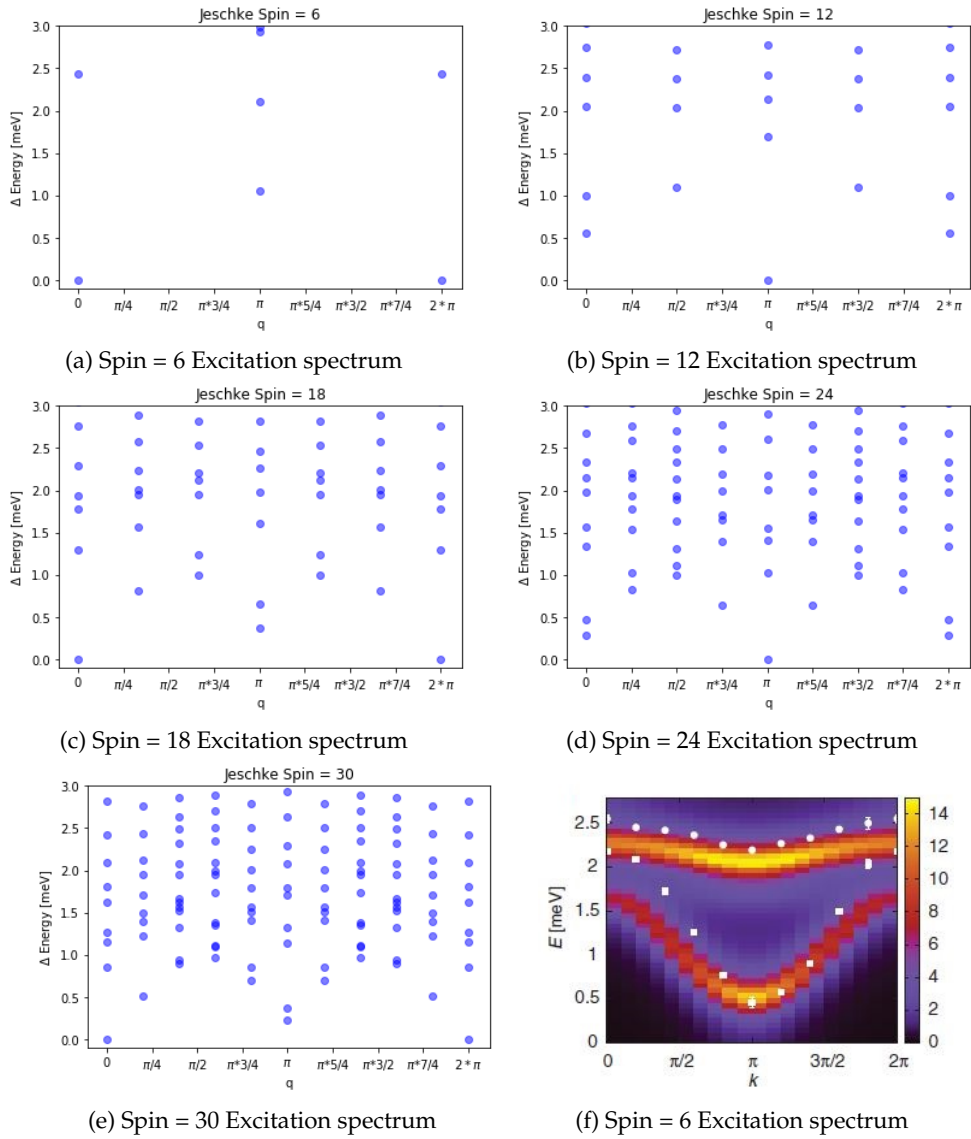 Jeschke Spin = 6
3.0
2.5
2.0
1.5
1.0
0.5
0.0
Δ Energy [meV]
0 π/4 π/2 π*3/4 π π*5/4 π*3/2 π*7/4 2 * π
q
(a) Spin = 6 Excitation spectrum
Jeschke Spin = 12
3.0
2.5
2.0
1.5
1.0
0.5
0.0
Δ Energy [meV]
0 π/4 π/2 π*3/4 π π*5/4 π*3/2 π*7/4 2 * π
q
(b) Spin = 12 Excitation spectrum
Jeschke Spin = 18
3.0
2.5
2.0
1.5
1.0
0.5
0.0
Δ Energy [meV]
0 π/4 π/2 π*3/4 π π*5/4 π*3/2 π*7/4 2 * π
q
(c) Spin = 18 Excitation spectrum
Jeschke Spin = 24
3.0
2.5
2.0
1.5
1.0
0.5
0.0
Δ Energy [meV]
0 π/4 π/2 π*3/4 π π*5/4 π*3/2 π*7/4 2 * π
q
(d) Spin = 24 Excitation spectrum
Jeschke Spin = 30
3.0
2.5
2.0
1.5
1.0
0.5
0.0
Δ Energy [meV]
0 π/4 π/2 π*3/4 π π*5/4 π*3/2 π*7/4 2 * π
q
(e) Spin = 30 Excitation spectrum
2.5
2
1.5
1
0.5
0
E [meV]
0 π/2 π 3π/2 2π
k
14
12
10
8
6
4
2
0
(f) Spin = 6 Excitation spectrum